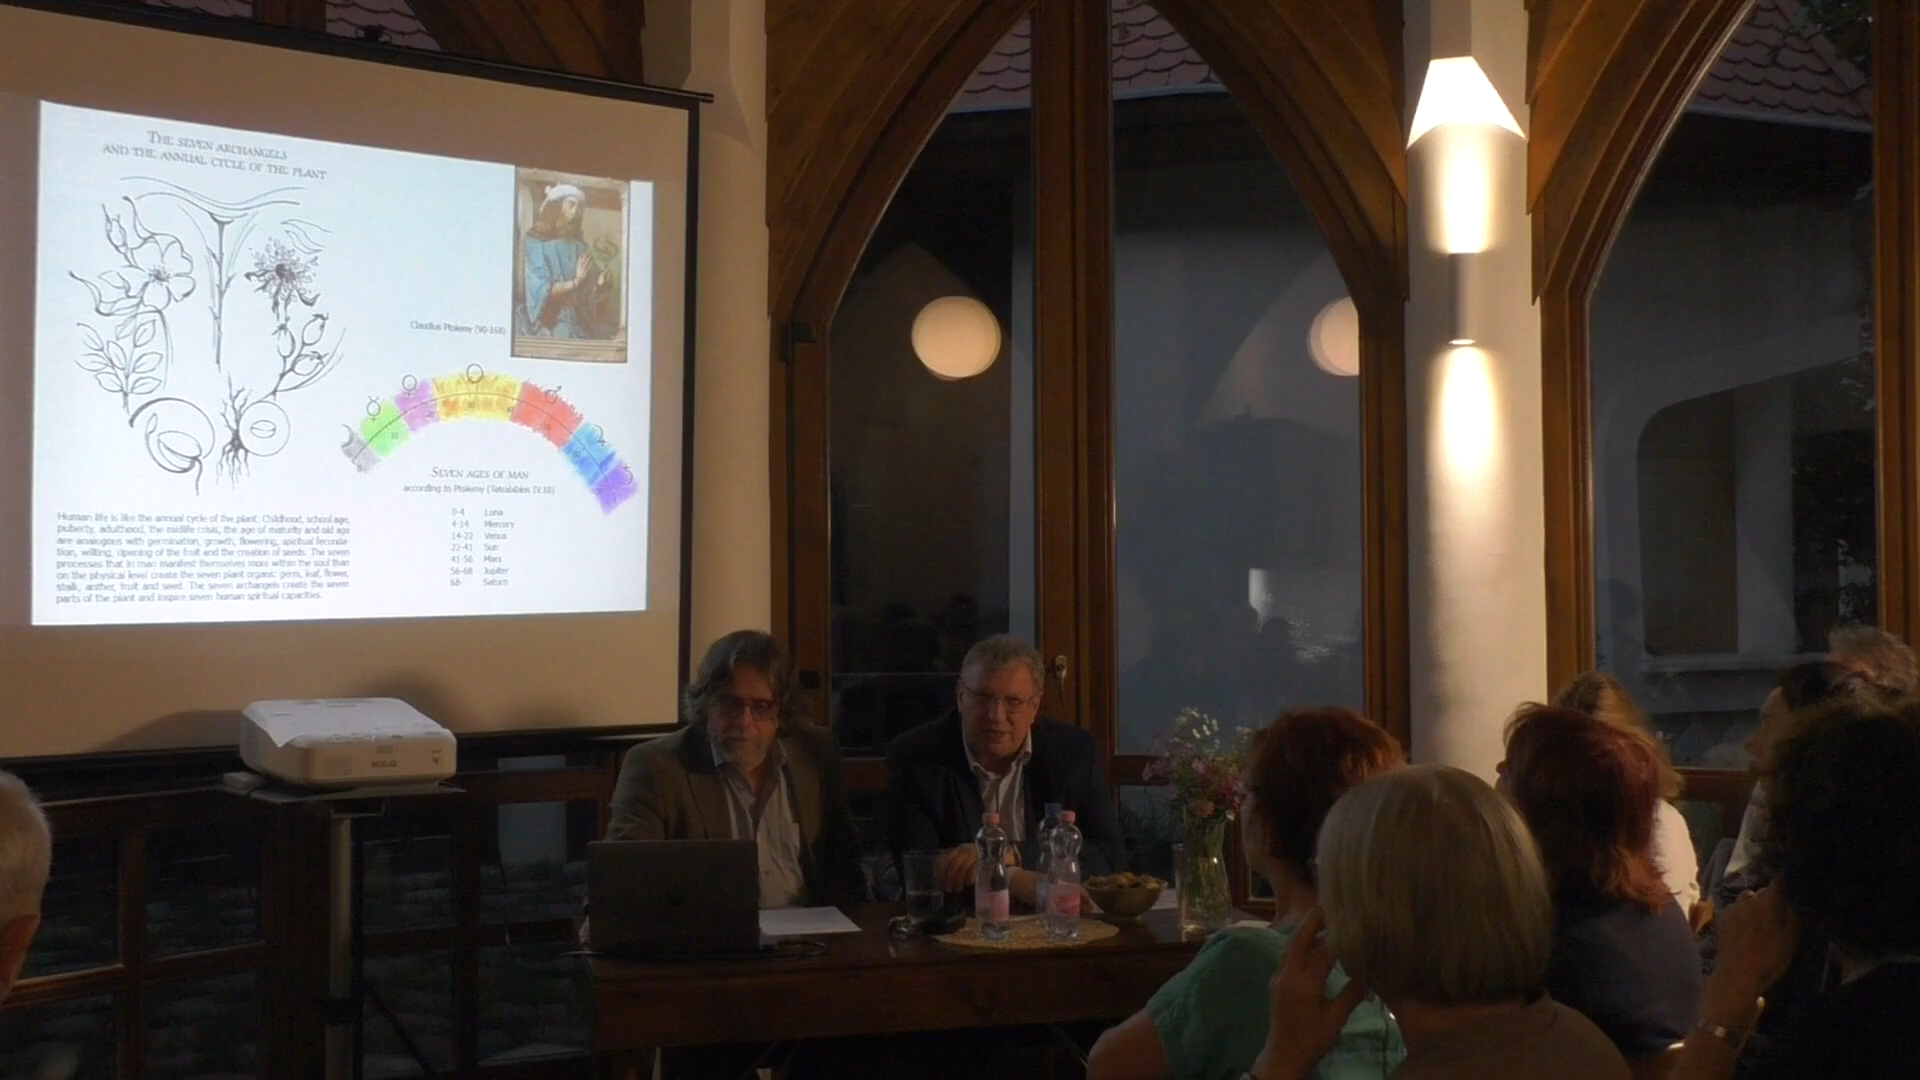 THE SEVEN ARCHANGELS
AND THE ANNUAL CYCLE OF THE PLANT
Claudius Ptolemy (90-168)
10
20
30
SEVEN AGES OF MAN
according to Ptolemy (Tetrabiblos IV.10)
0-4 Luna
4-14 Mercury
14-22 Venus
22-41 Sun
41-56 Mars
56-68 Jupiter
68- Saturn
Human life is like the annual cycle of the plant. Childhood, school age,
puberty, adulthood, the midlife crisis, the age of maturity and old age
are analogous with germination, growth, flowering, spiritual fecunda-
tion, wilting, ripening of the fruit and the creation of seeds. The seven
processes that in man manifest themselves more within the soul than
on the physical level create the seven plant organs: germ, leaf, flower,
stalk, anther, fruit and seed. The seven archangels create the seven
parts of the plant and inspire seven human spiritual capacities.
EPSON